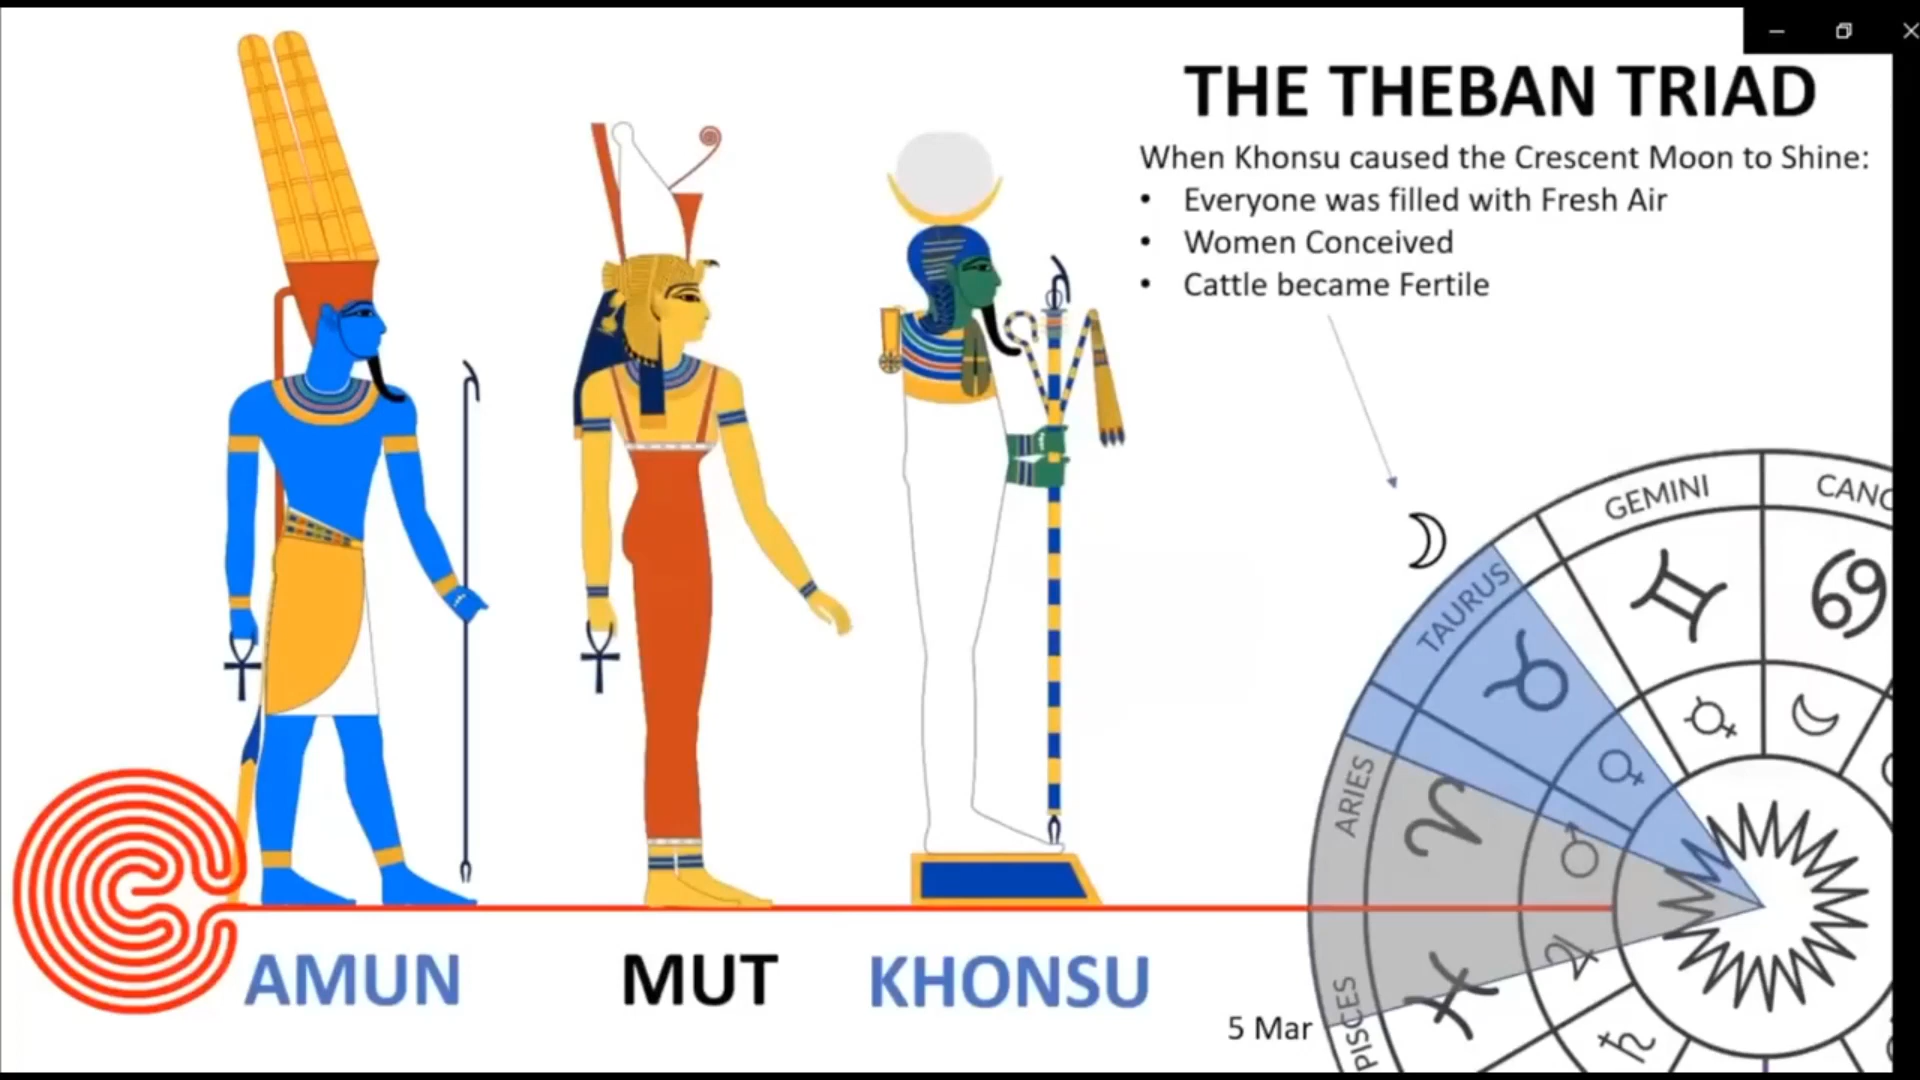 THE THEBAN TRIAD
When Khonsu caused the Crescent Moon to Shine:
• Everyone was filled with Fresh Air
• Women Conceived
• Cattle became Fertile
GEMINI
CANC
TAURUS
ARIES
PISCES
AMUN
MUT
KHONSU
5 Mar